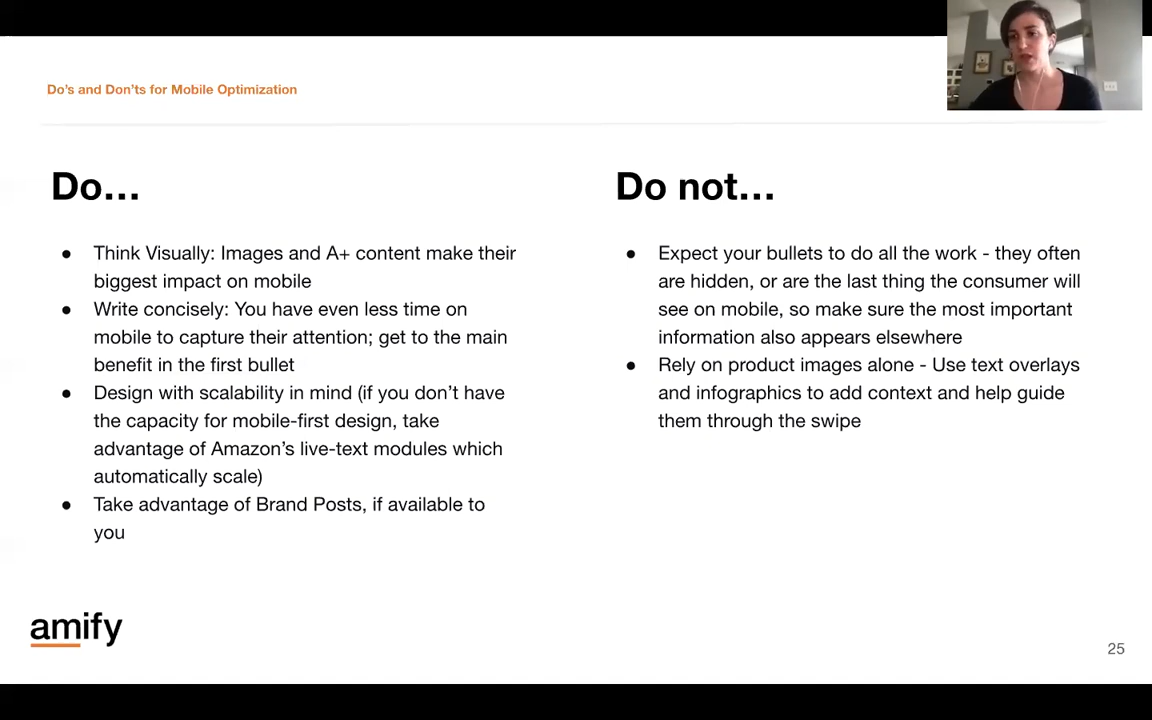 Do's and Don'ts for Mobile Optimization
Do...
● Think Visually: Images and A+ content make their
biggest impact on mobile
● Write concisely: You have even less time on
mobile to capture their attention; get to the main
benefit in the first bullet
● Design with scalability in mind (if you don't have
the capacity for mobile-first design, take
advantage of Amazon's live-text modules which
automatically scale)
● Take advantage of Brand Posts, if available to
you
Do not...
● Expect your bullets to do all the work - they often
are hidden, or are the last thing the consumer will
see on mobile, so make sure the most important
information also appears elsewhere
● Rely on product images alone - Use text overlays
and infographics to add context and help guide
them through the swipe
amify
25